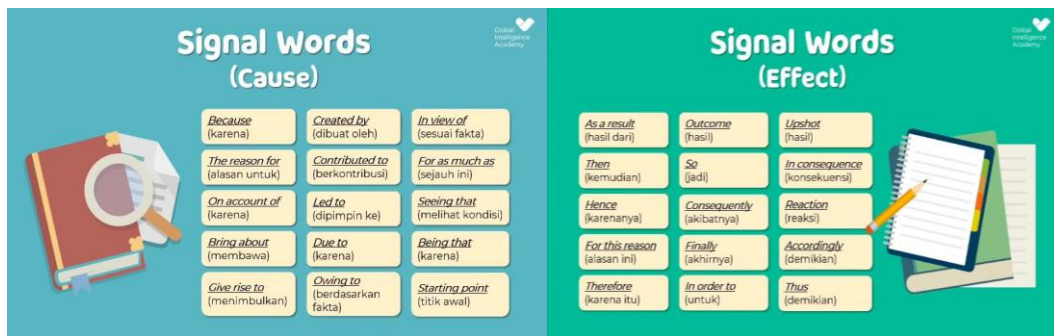 Signal Words
(Cause)
Global
Intelligence
Academy
Because
(karena)
Created by
(dibuat oleh)
In view of
(sesuai fakta)
The reason for
(alasan untuk)
Contributed to
(berkontribusi)
For as much as
(sejauh ini)
On account of
(karena)
Led to
(dipimpin ke)
Seeing that
(melihat kondisi)
Bring about
(membawa)
Due to
(karena)
Being that
(karena)
Give rise to
(menimbulkan)
Owing to
(berdasarkan
fakta)
Starting point
(titik awal)
Signal Words
(Effect)
Global
Intelligence
Academy
As a result
(hasil dari)
Outcome
(hasil)
Upshot
(hasil)
Then
(kemudian)
So
(jadi)
In consequence
(konsekuensi)
Hence
(karenanya)
Consequently
(akibatnya)
Reaction
(reaksi)
For this reason
(alasan ini)
Finally
(akhirnya)
Accordingly
(demikian)
Therefore
(karena itu)
In order to
(untuk)
Thus
(demikian)